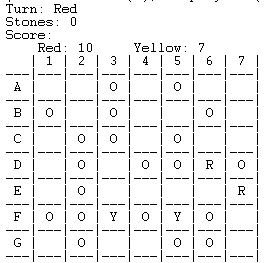 Turn: Red
Stones: 0
Score:
Red: 10 Yellow: 7
| 1 | 2 | 3 | 4 | 5 | 6 | 7 |
---|---|---|---|---|---|---|---|
A | | | O | | O | | |
---|---|---|---|---|---|---|---|
B | O | | O | | | O | |
---|---|---|---|---|---|---|---|
C | | O | O | | O | | |
---|---|---|---|---|---|---|---|
D | | O | | O | O | R | O |
---|---|---|---|---|---|---|---|
E | | O | | | | | R |
---|---|---|---|---|---|---|---|
F | O | O | Y | O | Y | O | |
---|---|---|---|---|---|---|---|
G | | O | | | O | O | |